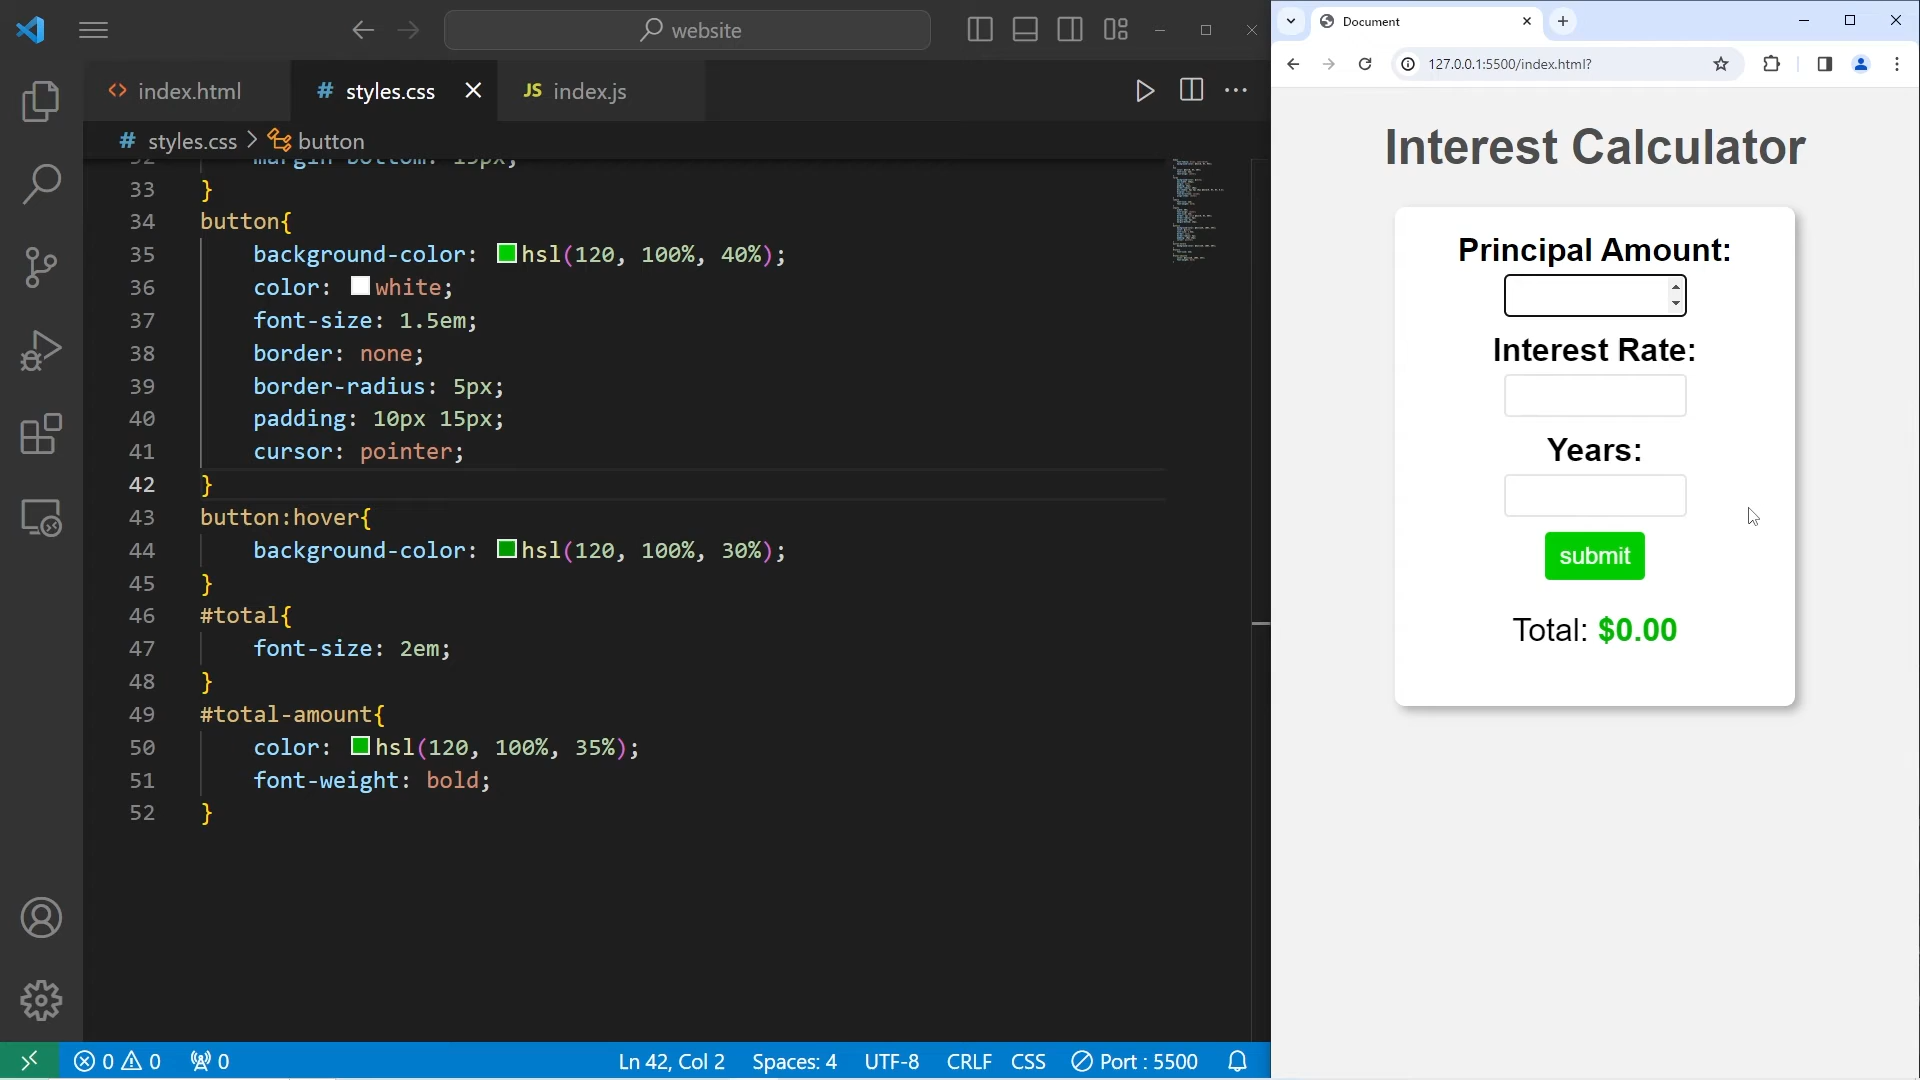 website
index.html
# styles.css
JS index.js
# styles.css > button
32 margin-bottom: 15px;
33 }
34 button{
35 background-color: hsl(120, 100%, 40%);
36 color: white;
37 font-size: 1.5em;
38 border: none;
39 border-radius: 5px;
40 padding: 10px 15px;
41 cursor: pointer;
42 }
43 button:hover{
44 background-color: hsl(120, 100%, 30%);
45 }
46 #total{
47 font-size: 2em;
48 }
49 #total-amount{
50 color: hsl(120, 100%, 35%);
51 font-weight: bold;
52 }
0 0 0
Ln 42, Col 2
Spaces: 4
UTF-8
CRLF
CSS
Port : 5500
Document
127.0.0.1:5500/index.html?
Interest Calculator
Principal Amount:
Interest Rate:
Years:
submit
Total: $0.00